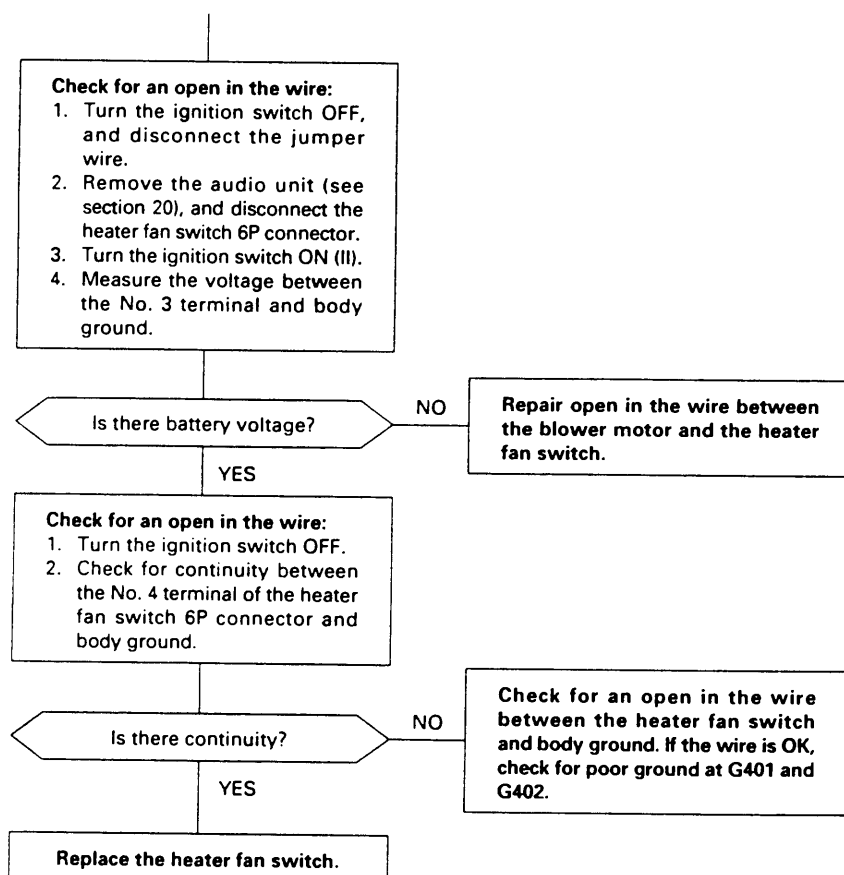 Check for an open in the wire:
1. Turn the ignition switch OFF,
and disconnect the jumper
wire.
2. Remove the audio unit (see
section 20), and disconnect the
heater fan switch 6P connector.
3. Turn the ignition switch ON (II).
4. Measure the voltage between
the No. 3 terminal and body
ground.
Is there battery voltage?
NO
Repair open in the wire between
the blower motor and the heater
fan switch.
YES
Check for an open in the wire:
1. Turn the ignition switch OFF.
2. Check for continuity between
the No. 4 terminal of the heater
fan switch 6P connector and
body ground.
Is there continuity?
NO
Check for an open in the wire
between the heater fan switch
and body ground. If the wire is OK,
check for poor ground at G401 and
G402.
YES
Replace the heater fan switch.